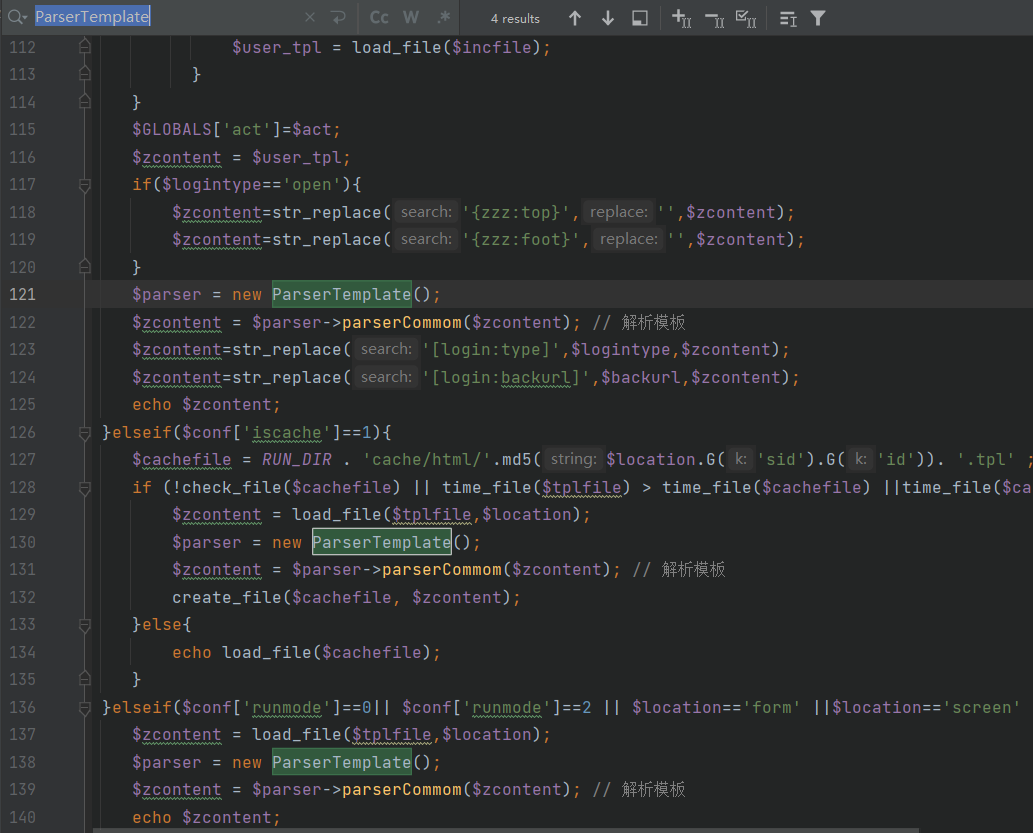 ParserTemplate
Cc W .* 4 results
112 $user_tpl = load_file($incfile);
113 }
114 }
115 $GLOBALS['act']=$act;
116 $zcontent = $user_tpl;
117 if($logintype=='open'){
118 $zcontent=str_replace( search: '{zzz:top}', replace: '',$zcontent);
119 $zcontent=str_replace( search: '{zzz:foot}', replace: '',$zcontent);
120 }
121 $parser = new ParserTemplate();
122 $zcontent = $parser->parserCommom($zcontent); // 解析模板
123 $zcontent=str_replace( search: '[login:type]',$logintype,$zcontent);
124 $zcontent=str_replace( search: '[login:backurl]',$backurl,$zcontent);
125 echo $zcontent;
126 }elseif($conf['iscache']==1){
127 $cachefile = RUN_DIR . 'cache/html/'.md5( string: $location.G( k: 'sid').G( k: 'id')). '.tpl' ;
128 if (!check_file($cachefile) || time_file($tplfile) > time_file($cachefile) ||time_file($ca
129 $zcontent = load_file($tplfile,$location);
130 $parser = new ParserTemplate();
131 $zcontent = $parser->parserCommom($zcontent); // 解析模板
132 create_file($cachefile, $zcontent);
133 }else{
134 echo load_file($cachefile);
135 }
136 }elseif($conf['runmode']==0|| $conf['runmode']==2 || $location=='form' ||$location=='screen'
137 $zcontent = load_file($tplfile,$location);
138 $parser = new ParserTemplate();
139 $zcontent = $parser->parserCommom($zcontent); // 解析模板
140 echo $zcontent;